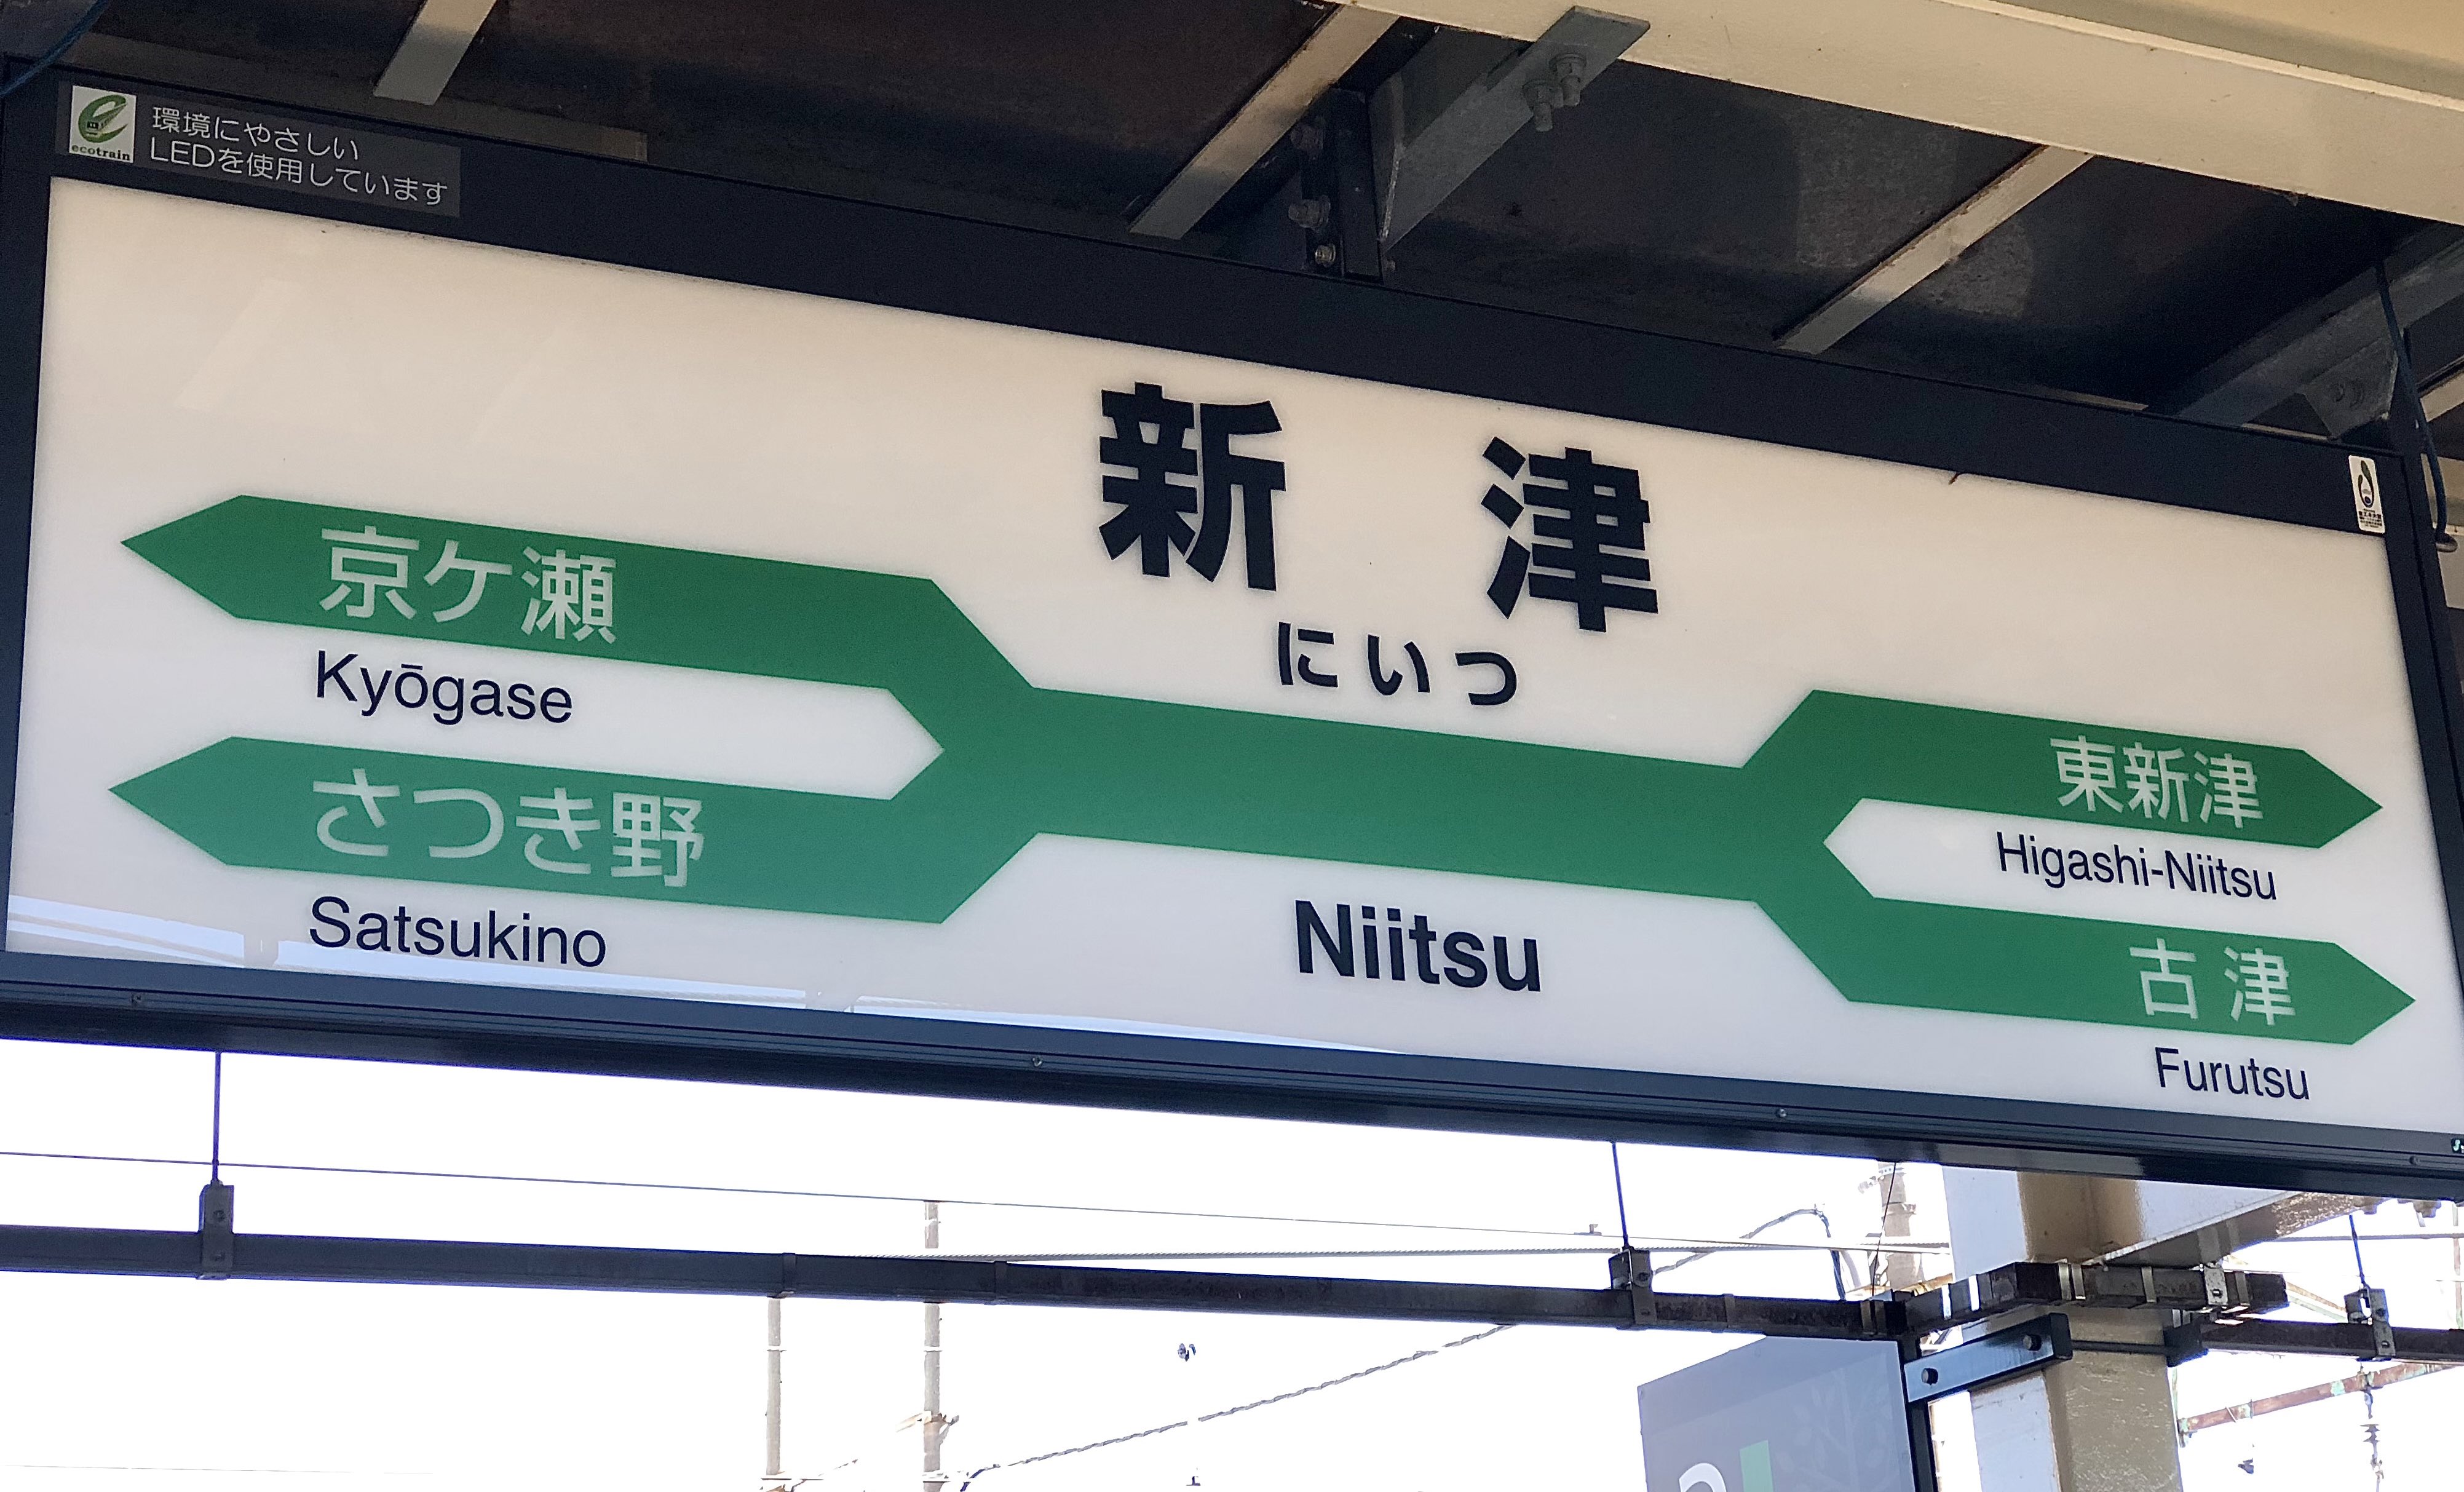 ecotrain
環境にやさしい
LEDを使用しています
新津
にいつ
京ケ瀬
Kyōgase
さつき野
Satsukino
Niitsu
東新津
Higashi-Niitsu
古津
Furutsu